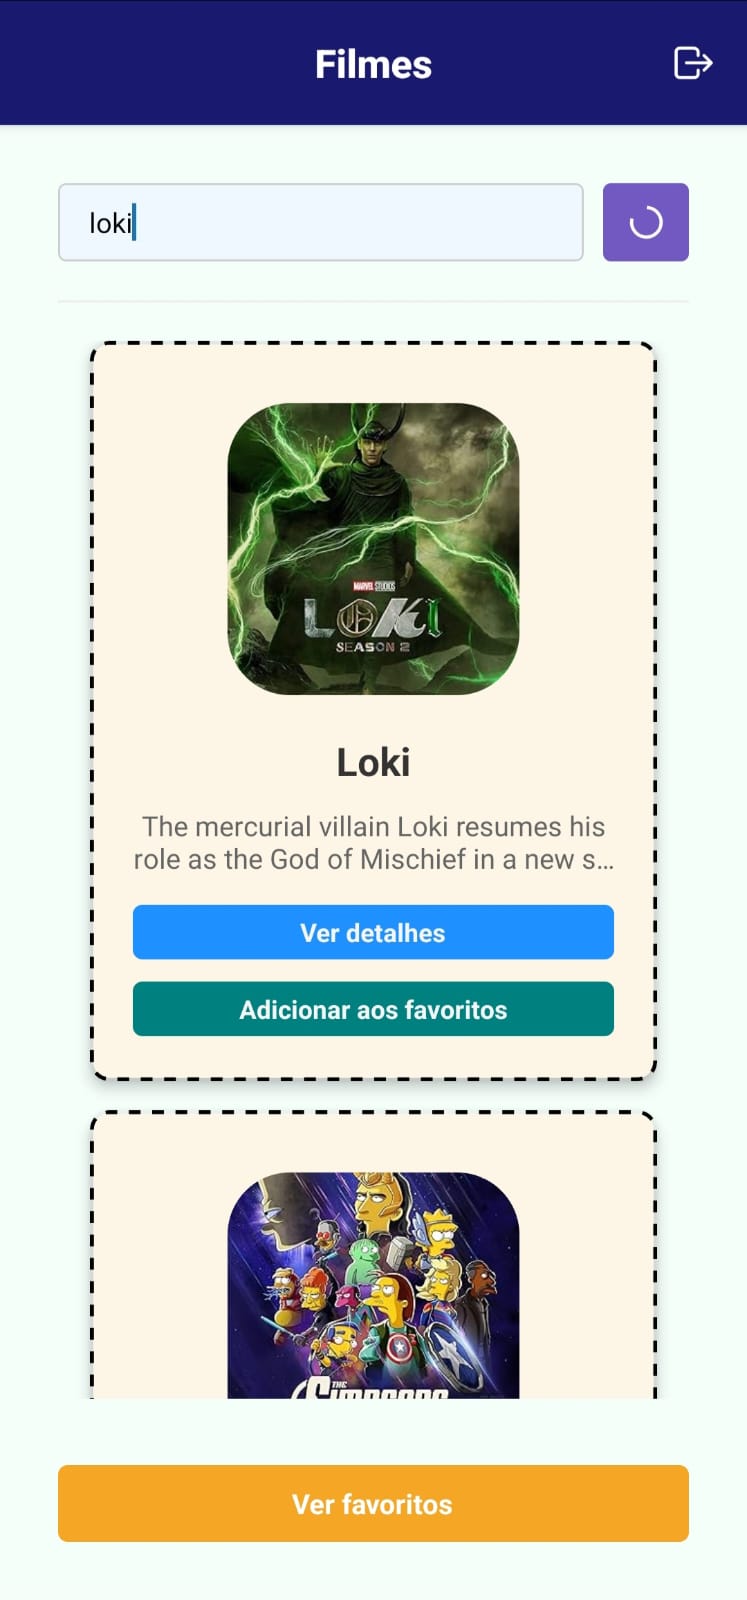 Filmes
loki
MARVEL STUDIOS
LOKI
SEASON 2
Loki
The mercurial villain Loki resumes his
role as the God of Mischief in a new s...
Ver detalhes
Adicionar aos favoritos
THE
SIMPSONS
Ver favoritos